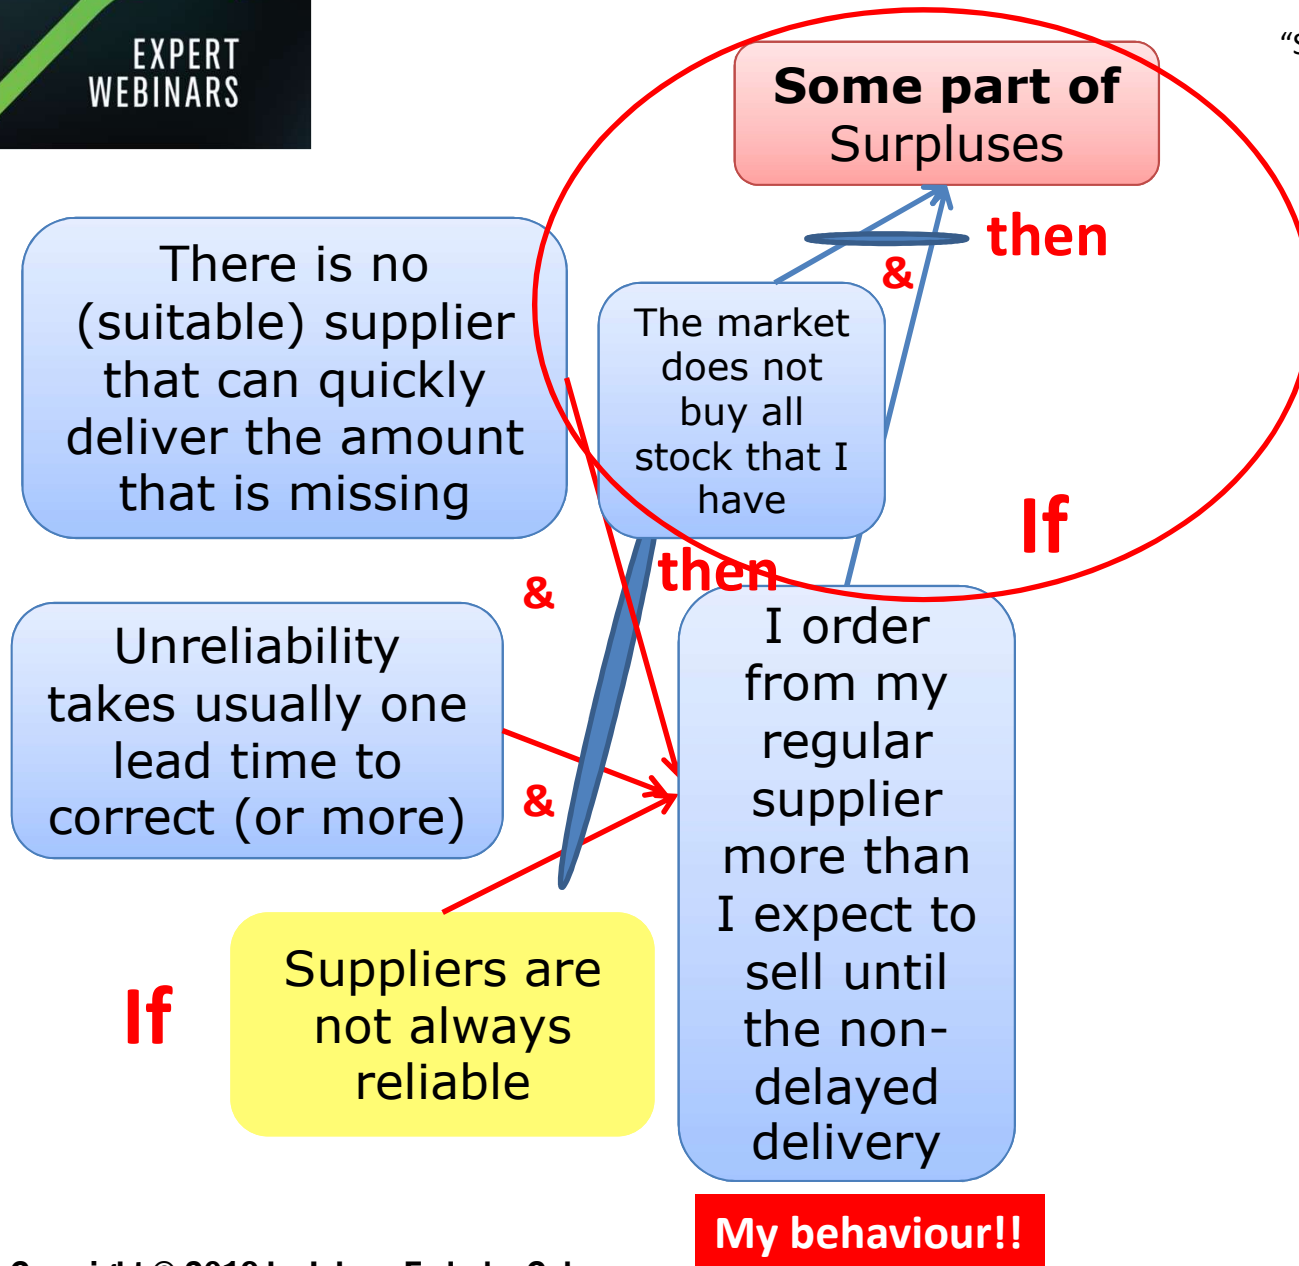 EXPERT
WEBINARS
Some part of
Surpluses
then
&
There is no
(suitable) supplier
that can quickly
deliver the amount
that is missing
The market
does not
buy all
stock that I
have
If
then
&
Unreliability
takes usually one
lead time to
correct (or more)
&
I order
from my
regular
supplier
more than
I expect to
sell until
the non-
delayed
delivery
If
Suppliers are
not always
reliable
My behaviour!!